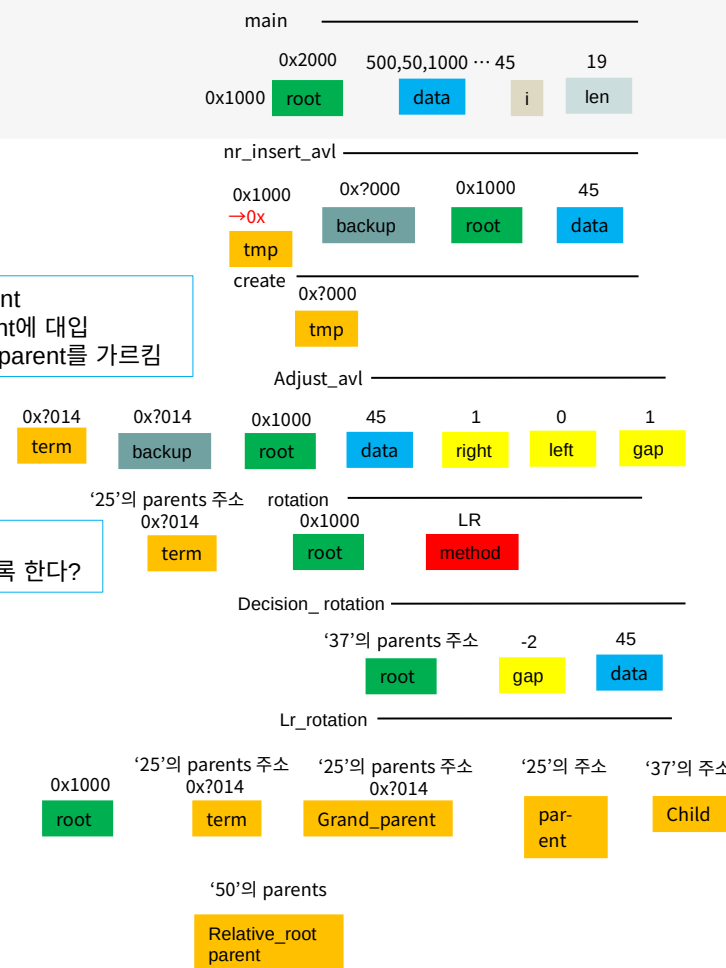 main
0x2000
500,50,1000 ⋯ 45
19
0x1000
root
data
i
len
nr_insert_avl
0x1000
→0x
0x?000
0x1000
45
tmp
backup
root
data
create
0x?000
tmp
nt
nt에 대입
parent를 가르킴
Adjust_avl
0x?014
0x?014
0x1000
45
1
0
1
term
backup
root
data
right
left
gap
‘25’의 parents 주소
rotation
0x?014
0x1000
LR
term
root
method
록 한다?
Decision_ rotation
‘37’의 parents 주소
-2
45
root
gap
data
Lr_rotation
‘25’의 parents 주소
‘25’의 parents 주소
‘25’의 주소
‘37’의 주소
0x1000
0x?014
0x?014
root
term
Grand_parent
par-
ent
Child
‘50’의 parents
Relative_root
parent